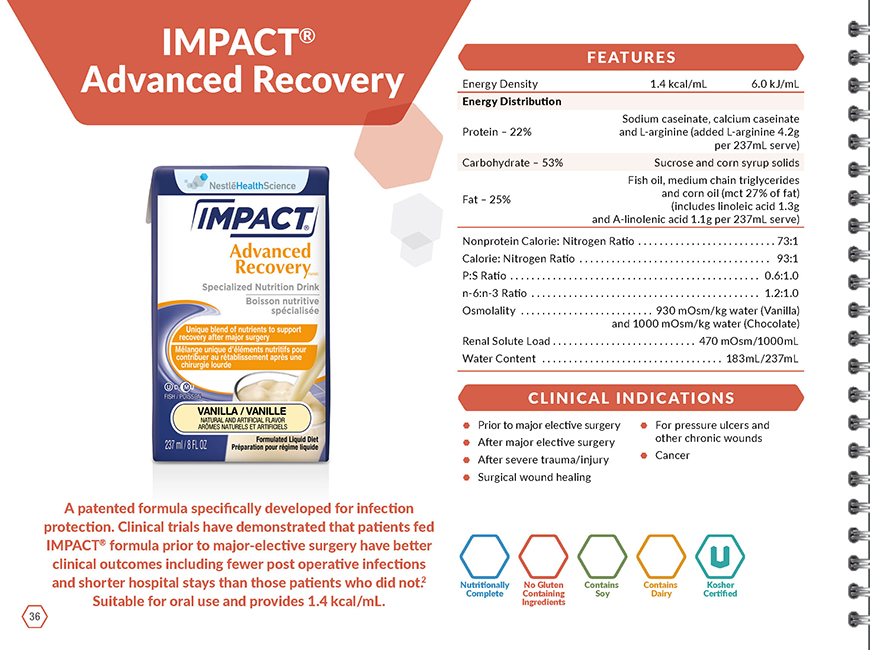 IMPACT®
Advanced Recovery
NestléHealthScience
IMPACT®
Advanced
Recovery
Specialized Nutrition Drink
Boisson nutritive
spécialisée
Unique blend of nutrients to support
recovery after major surgery
Mélange unique d'éléments nutritifs pour
contribuer au rétablissement après une
chirurgie lourde
FISH / POISSON
VANILLA / VANILLE
NATURAL AND ARTIFICIAL FLAVOR
ARÔMES NATURELS ET ARTIFICIELS
237 ml / 8 FL OZ
Formulated Liquid Diet
Préparation pour régime liquide
A patented formula specifically developed for infection
protection. Clinical trials have demonstrated that patients fed
IMPACT® formula prior to major-elective surgery have better
clinical outcomes including fewer post operative infections
and shorter hospital stays than those patients who did not.²
Suitable for oral use and provides 1.4 kcal/mL.
36
FEATURES
Energy Density 1.4 kcal/mL 6.0 kJ/mL
Energy Distribution
Protein – 22% Sodium caseinate, calcium caseinate
and L-arginine (added L-arginine 4.2g
per 237mL serve)
Carbohydrate – 53% Sucrose and corn syrup solids
Fat – 25% Fish oil, medium chain triglycerides
and corn oil (mct 27% of fat)
(includes linoleic acid 1.3g
and A-linolenic acid 1.1g per 237mL serve)
Nonprotein Calorie: Nitrogen Ratio 73:1
Calorie: Nitrogen Ratio 93:1
P:S Ratio 0.6:1.0
n-6:n-3 Ratio 1.2:1.0
Osmolality 930 mOsm/kg water (Vanilla)
and 1000 mOsm/kg water (Chocolate)
Renal Solute Load 470 mOsm/1000mL
Water Content 183mL/237mL
CLINICAL INDICATIONS
Prior to major elective surgery
After major elective surgery
After severe trauma/injury
Surgical wound healing
For pressure ulcers and
other chronic wounds
Cancer
Nutritionally
Complete
No Gluten
Containing
Ingredients
Contains
Soy
Contains
Dairy
U
Kosher
Certified